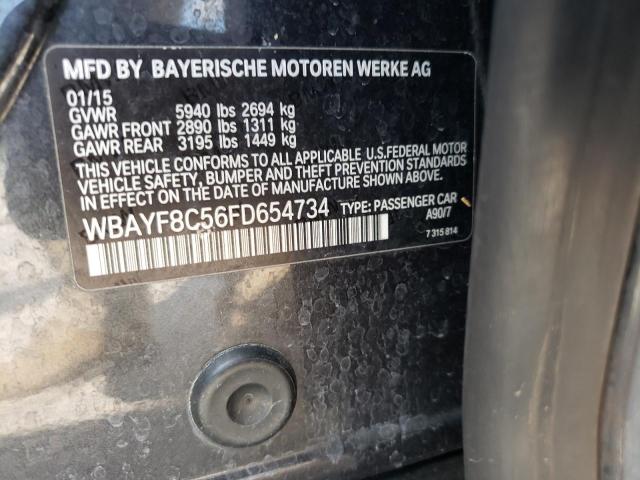 MFD BY BAYERISCHE MOTOREN WERKE AG
01/15
GVWR 5940 lbs 2694 kg
GAWR FRONT 2890 lbs 1311 kg
GAWR REAR 3195 lbs 1449 kg
THIS VEHICLE CONFORMS TO ALL APPLICABLE U.S.FEDERAL MOTOR
VEHICLE SAFETY, BUMPER AND THEFT PREVENTION STANDARDS
IN EFFECT ON THE DATE OF MANUFACTURE SHOWN ABOVE.
WBAYF8C56FD654734 TYPE: PASSENGER CAR
A90/7
7 315 814